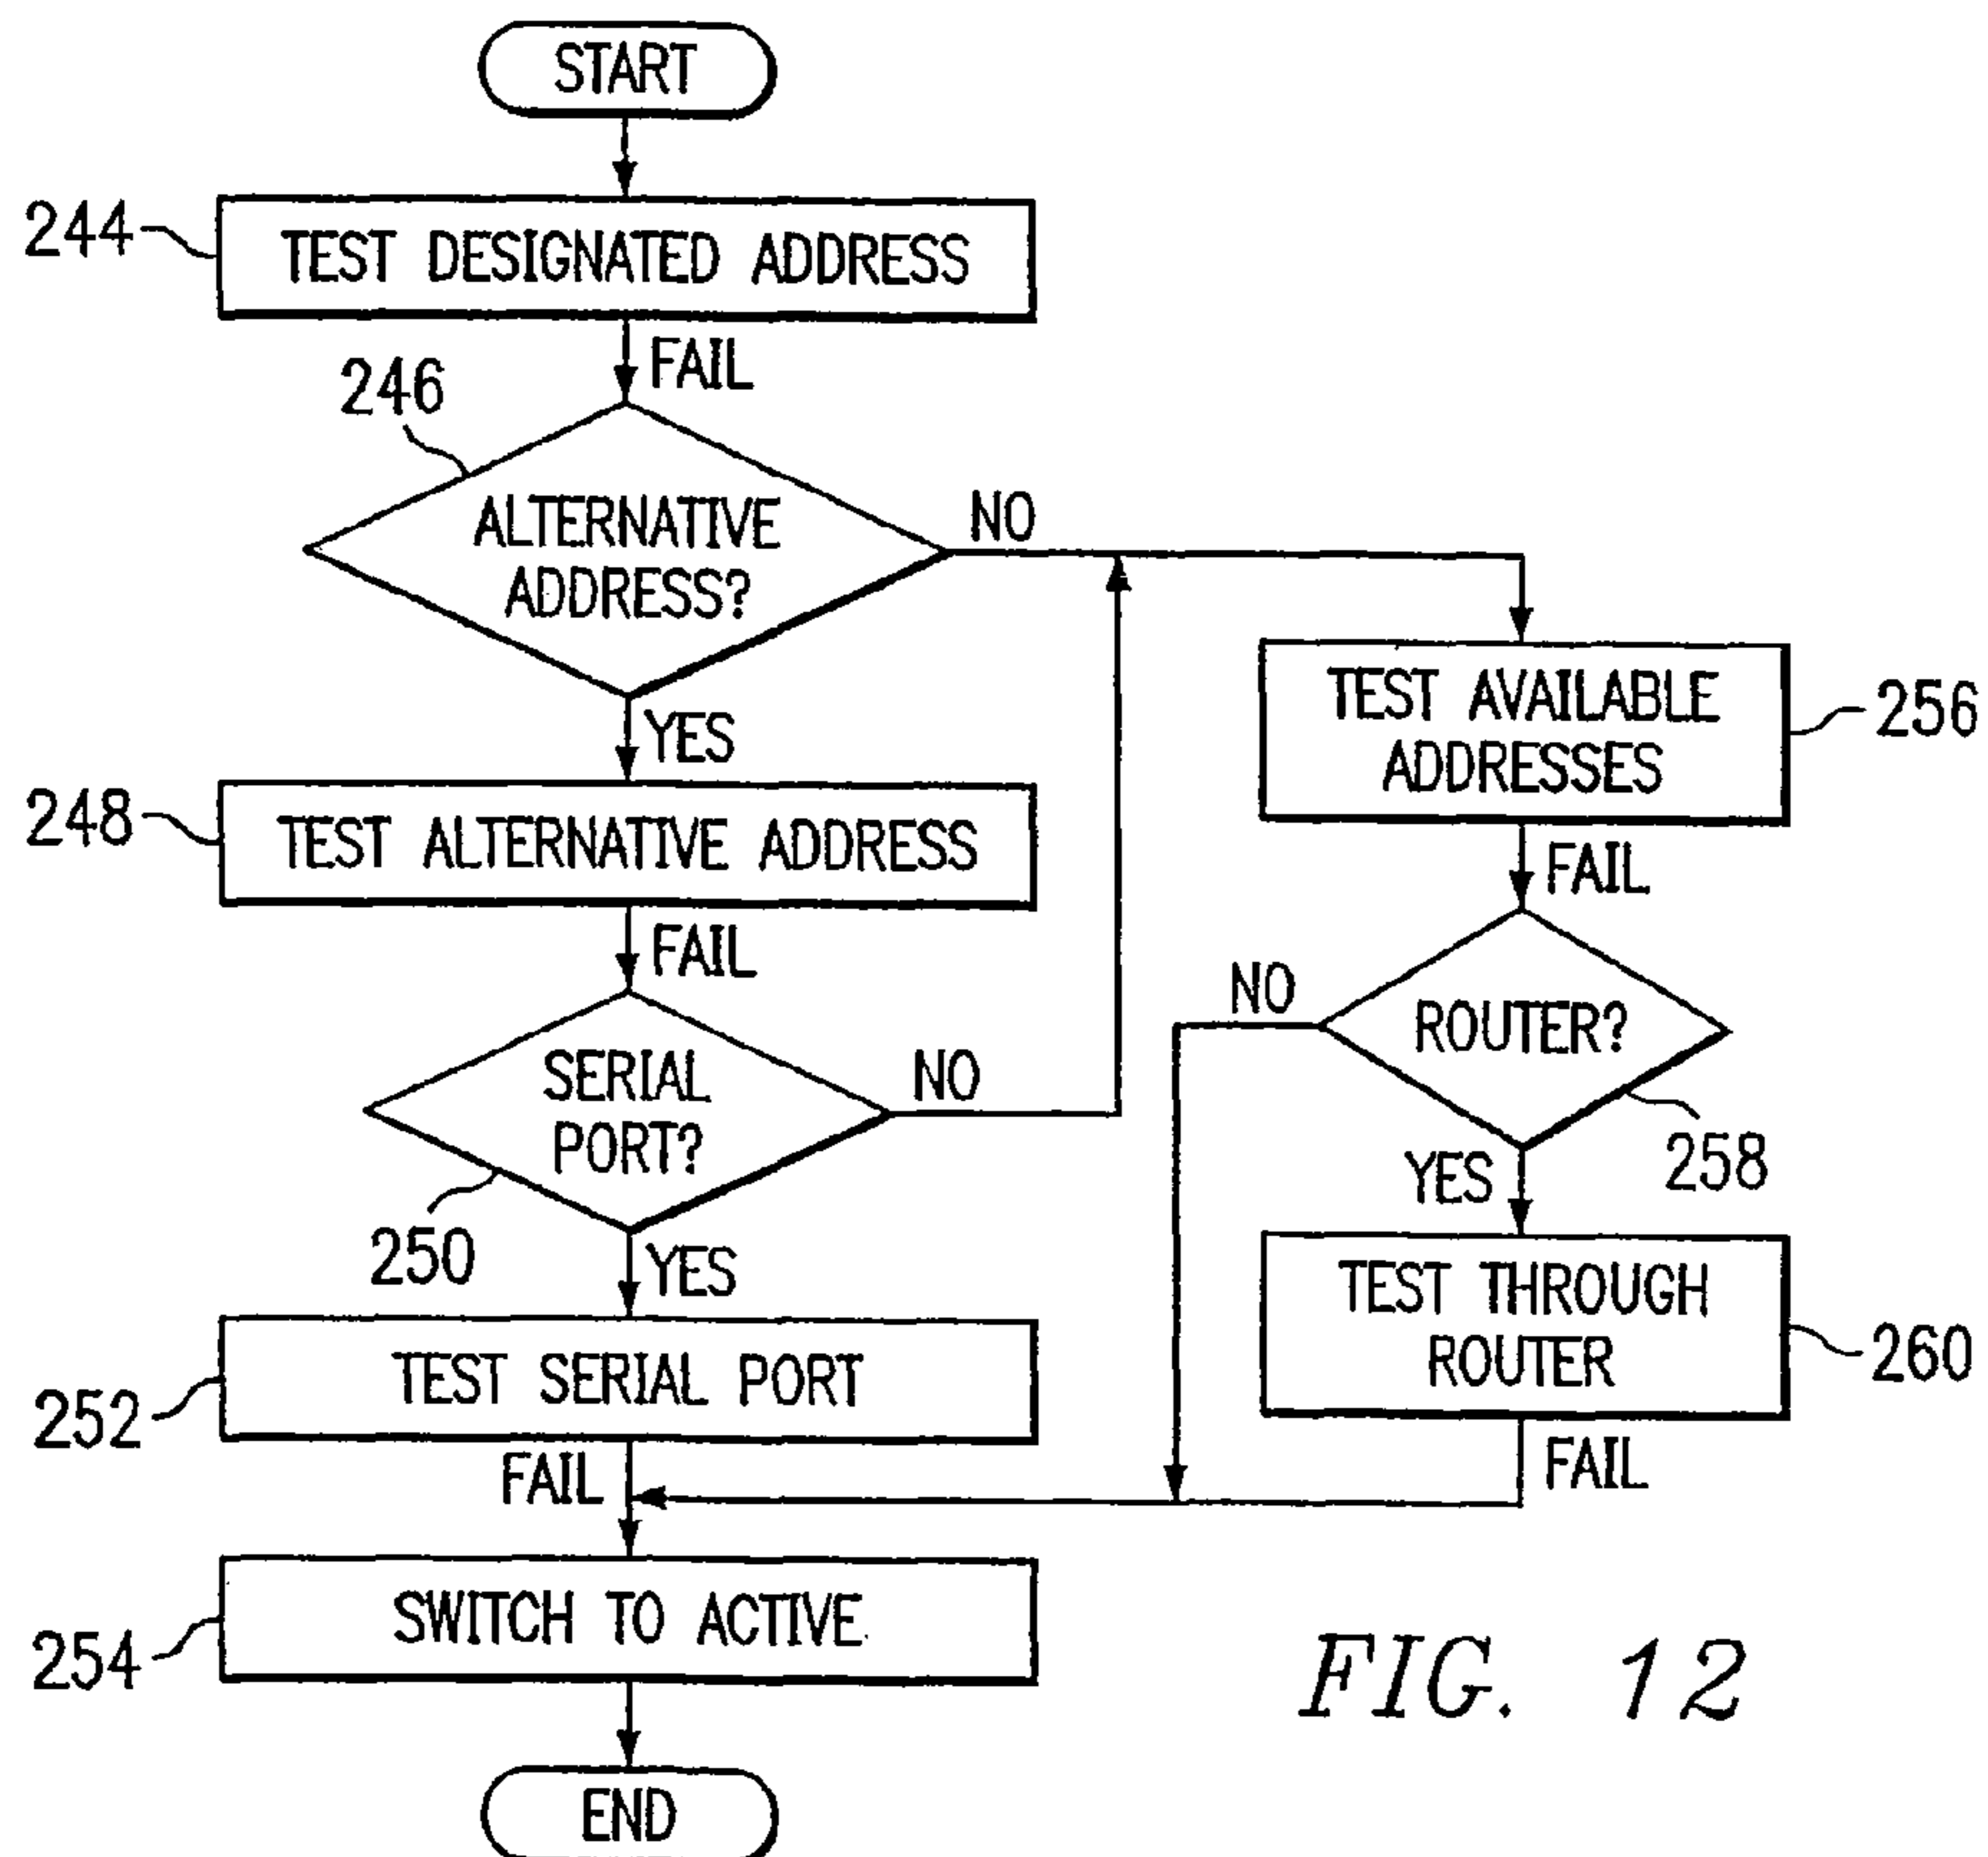 START
244
TEST DESIGNATED ADDRESS
FAIL
246
ALTERNATIVE
ADDRESS?
NO
YES
248
TEST ALTERNATIVE ADDRESS
FAIL
SERIAL
PORT?
NO
250
YES
252
TEST SERIAL PORT
FAIL
254
SWITCH TO ACTIVE
END
TEST AVAILABLE
ADDRESSES
256
FAIL
NO
ROUTER?
258
YES
TEST THROUGH
ROUTER
260
FAIL
FIG. 12